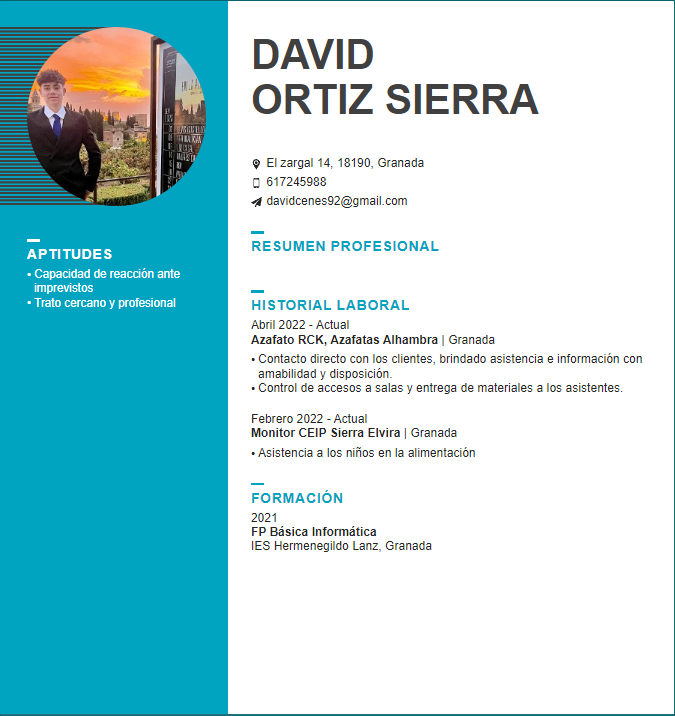 DAVID
ORTIZ SIERRA
El zargal 14, 18190, Granada
617245988
davidcenes92@gmail.com
APTITUDES
• Capacidad de reacción ante
imprevistos
• Trato cercano y profesional
RESUMEN PROFESIONAL
HISTORIAL LABORAL
Abril 2022 - Actual
Azafato RCK, Azafatas Alhambra | Granada
• Contacto directo con los clientes, brindado asistencia e información con
amabilidad y disposición.
• Control de accesos a salas y entrega de materiales a los asistentes.
Febrero 2022 - Actual
Monitor CEIP Sierra Elvira | Granada
• Asistencia a los niños en la alimentación
FORMACIÓN
2021
FP Básica Informática
IES Hermenegildo Lanz, Granada